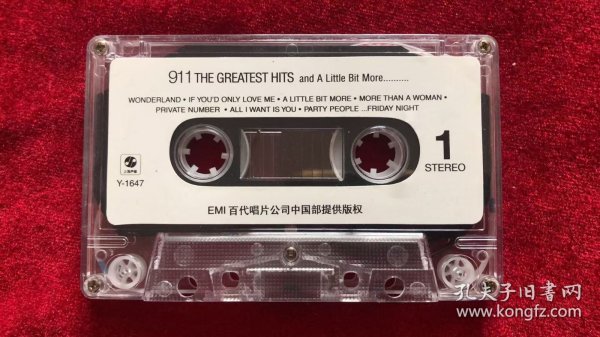 911 THE GREATEST HITS and A Little Bit More..........
WONDERLAND • IF YOU'D ONLY LOVE ME • A LITTLE BIT MORE • MORE THAN A WOMAN •
PRIVATE NUMBER • ALL I WANT IS YOU • PARTY PEOPLE ...FRIDAY NIGHT
1
STEREO
Y-1647
EMI 百代唱片公司中国部提供版权
孔夫子旧書网
www.kongfz.com